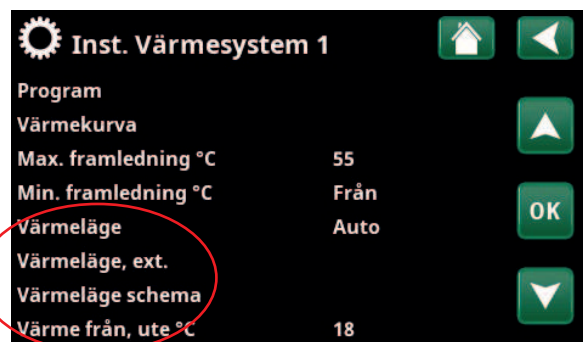 Inst. Värmesystem 1
Program
Värmekurva
Max. framledning °C 55
Min. framledning °C Från
Värmeläge Auto
OK
Värmeläge, ext.
Värmeläge schema
Värme från, ute °C 18